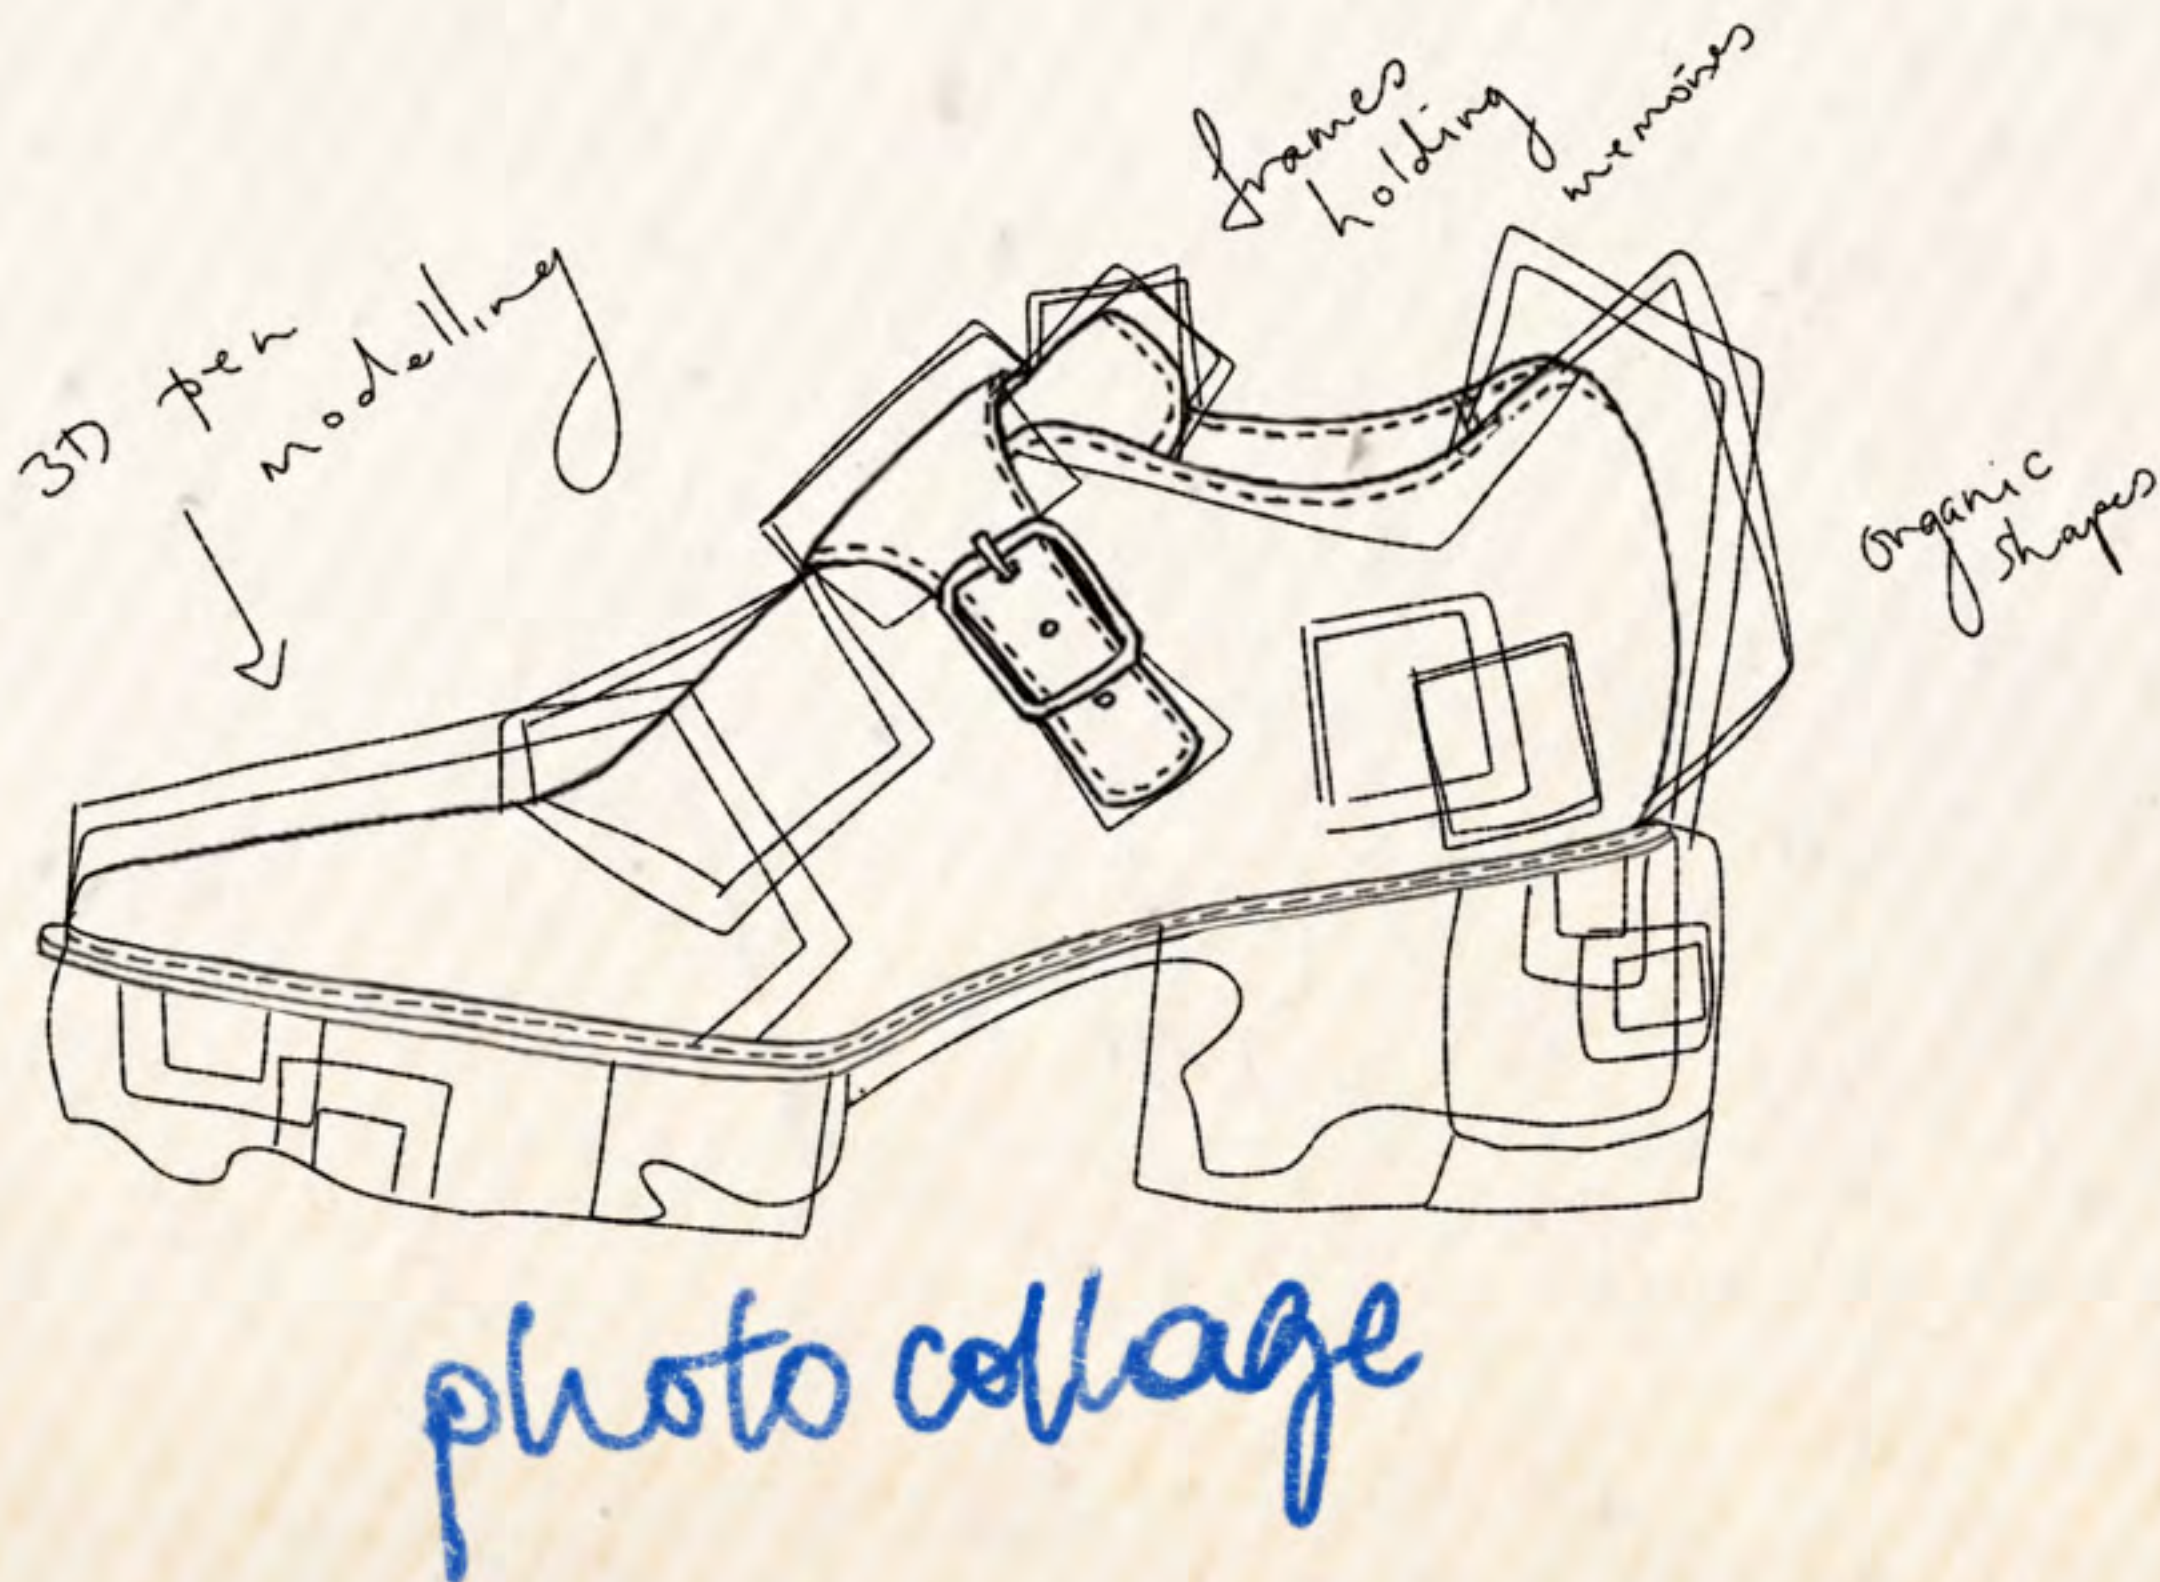 frames
holding
memories
3D pen
modelling
organic
shapes
photo collage